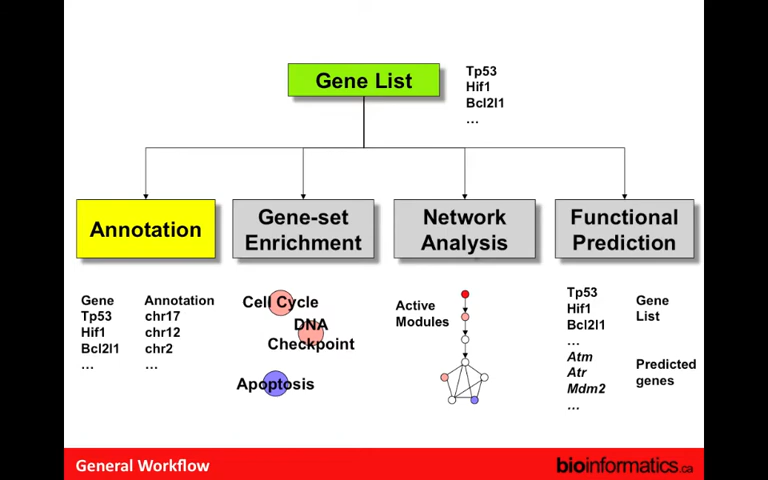 Gene List
Tp53
Hif1
Bcl2l1
…
Annotation
Gene-set
Enrichment
Network
Analysis
Functional
Prediction
Gene Annotation
Tp53 chr17
Hif1 chr12
Bcl2l1 chr2
… …
Cell Cycle
DNA
Checkpoint
Apoptosis
Active
Modules
Tp53
Hif1
Bcl2l1
…
Atm
Atr
Mdm2
…
Gene
List
Predicted
genes
General Workflow
bioinformatics.ca